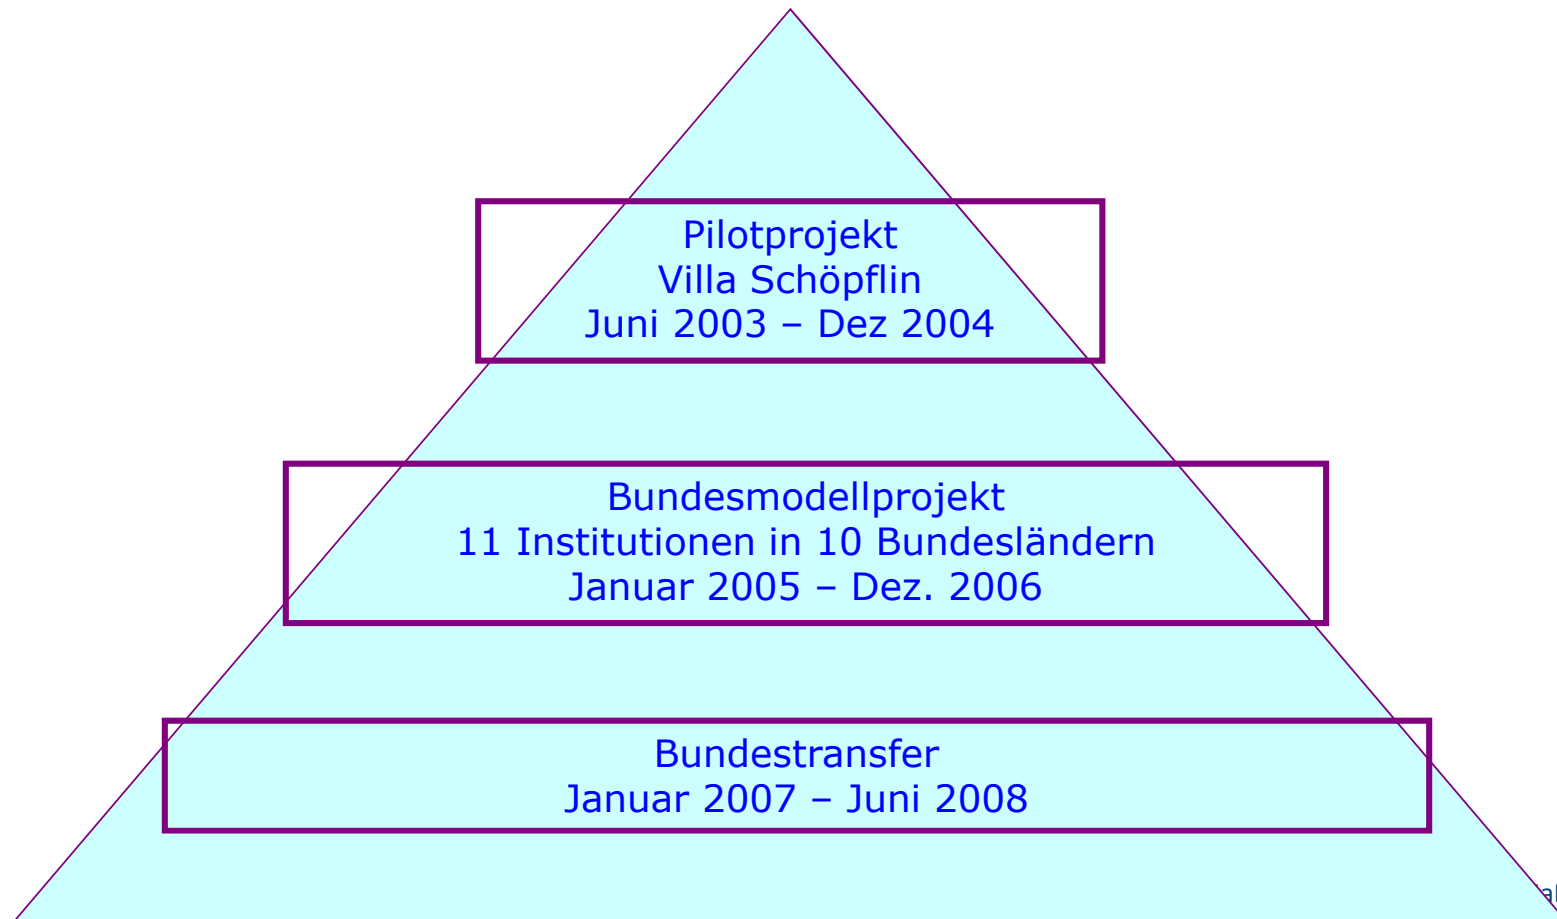 Pilotprojekt
Villa Schöpflin
Juni 2003 – Dez 2004
Bundesmodellprojekt
11 Institutionen in 10 Bundesländern
Januar 2005 – Dez. 2006
Bundestransfer
Januar 2007 – Juni 2008